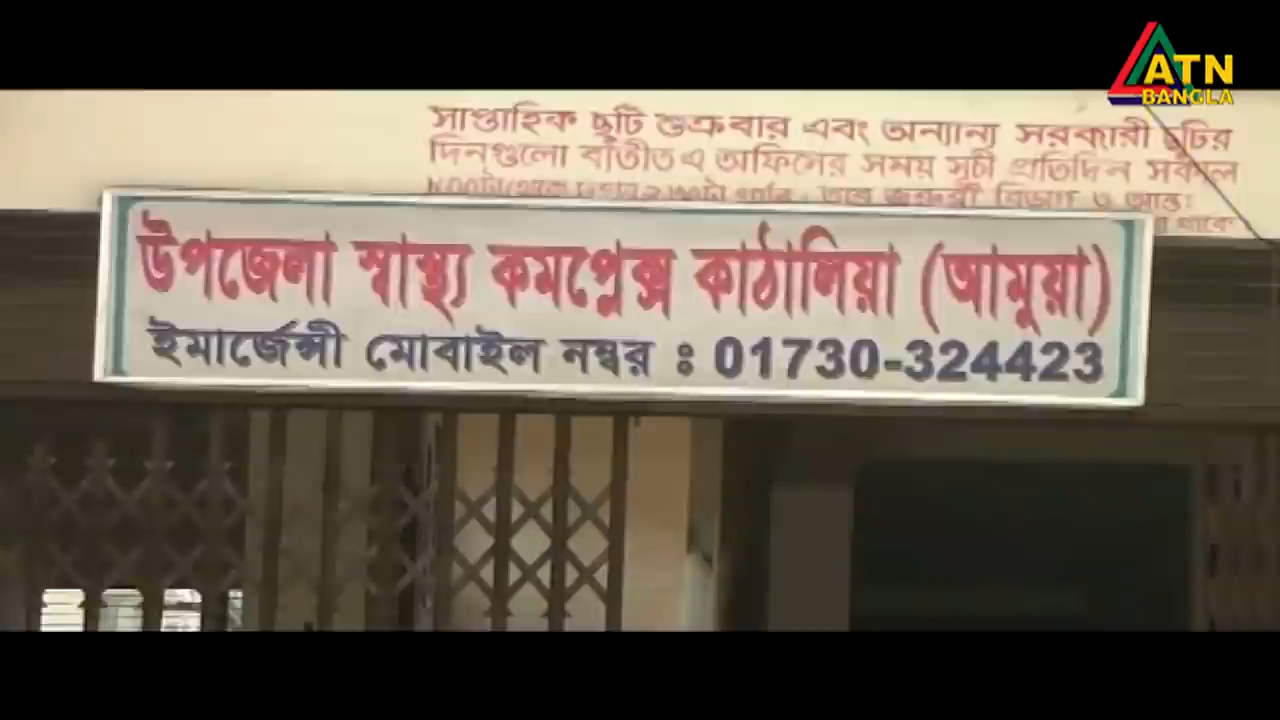 ATN
BANGLA
সাপ্তাহিক ছুটি শুক্রবার এবং অন্যান্য সরকারী ছুটির
দিনগুলো ব্যতীত এ অফিসের সময় সূচী প্রতিদিন সকাল
উপজেলা স্বাস্থ্য কমপ্লেক্স কাঠালিয়া (আমুয়া)
ইমার্জেন্সী মোবাইল নম্বর : 01730-324423